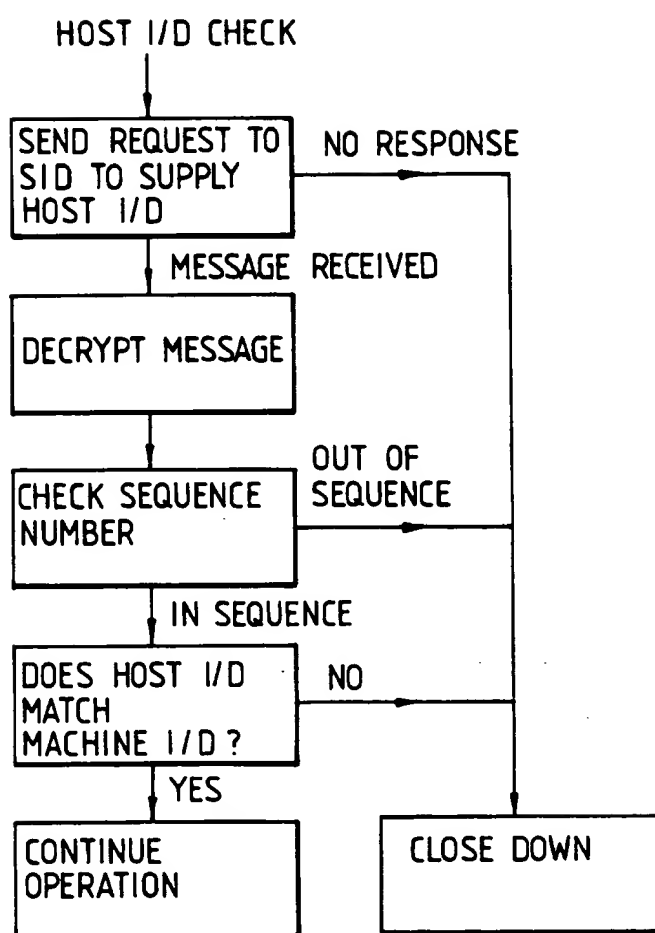 HOST I/D CHECK
SEND REQUEST TO
SID TO SUPPLY
HOST I/D
NO RESPONSE
MESSAGE RECEIVED
DECRYPT MESSAGE
CHECK SEQUENCE
NUMBER
OUT OF
SEQUENCE
IN SEQUENCE
DOES HOST I/D
MATCH
MACHINE I/D ?
NO
YES
CONTINUE
OPERATION
CLOSE DOWN